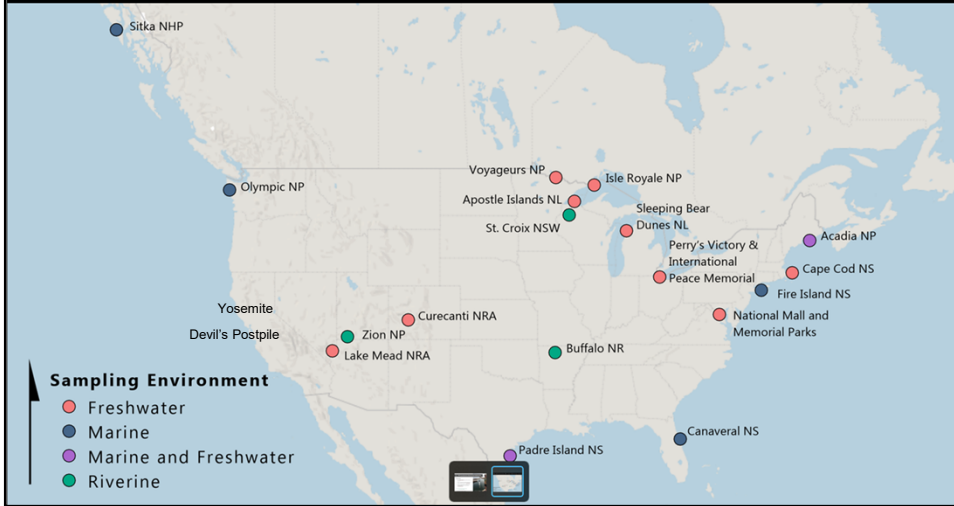 Sitka NHP
Olympic NP
Voyageurs NP
Isle Royale NP
Apostle Islands NL
St. Croix NSW
Sleeping Bear
Dunes NL
Perry's Victory &
International
Peace Memorial
Acadia NP
Cape Cod NS
Fire Island NS
National Mall and
Memorial Parks
Yosemite
Devil's Postpile
Curecanti NRA
Zion NP
Lake Mead NRA
Buffalo NR
Canaveral NS
Padre Island NS
Sampling Environment
Freshwater
Marine
Marine and Freshwater
Riverine